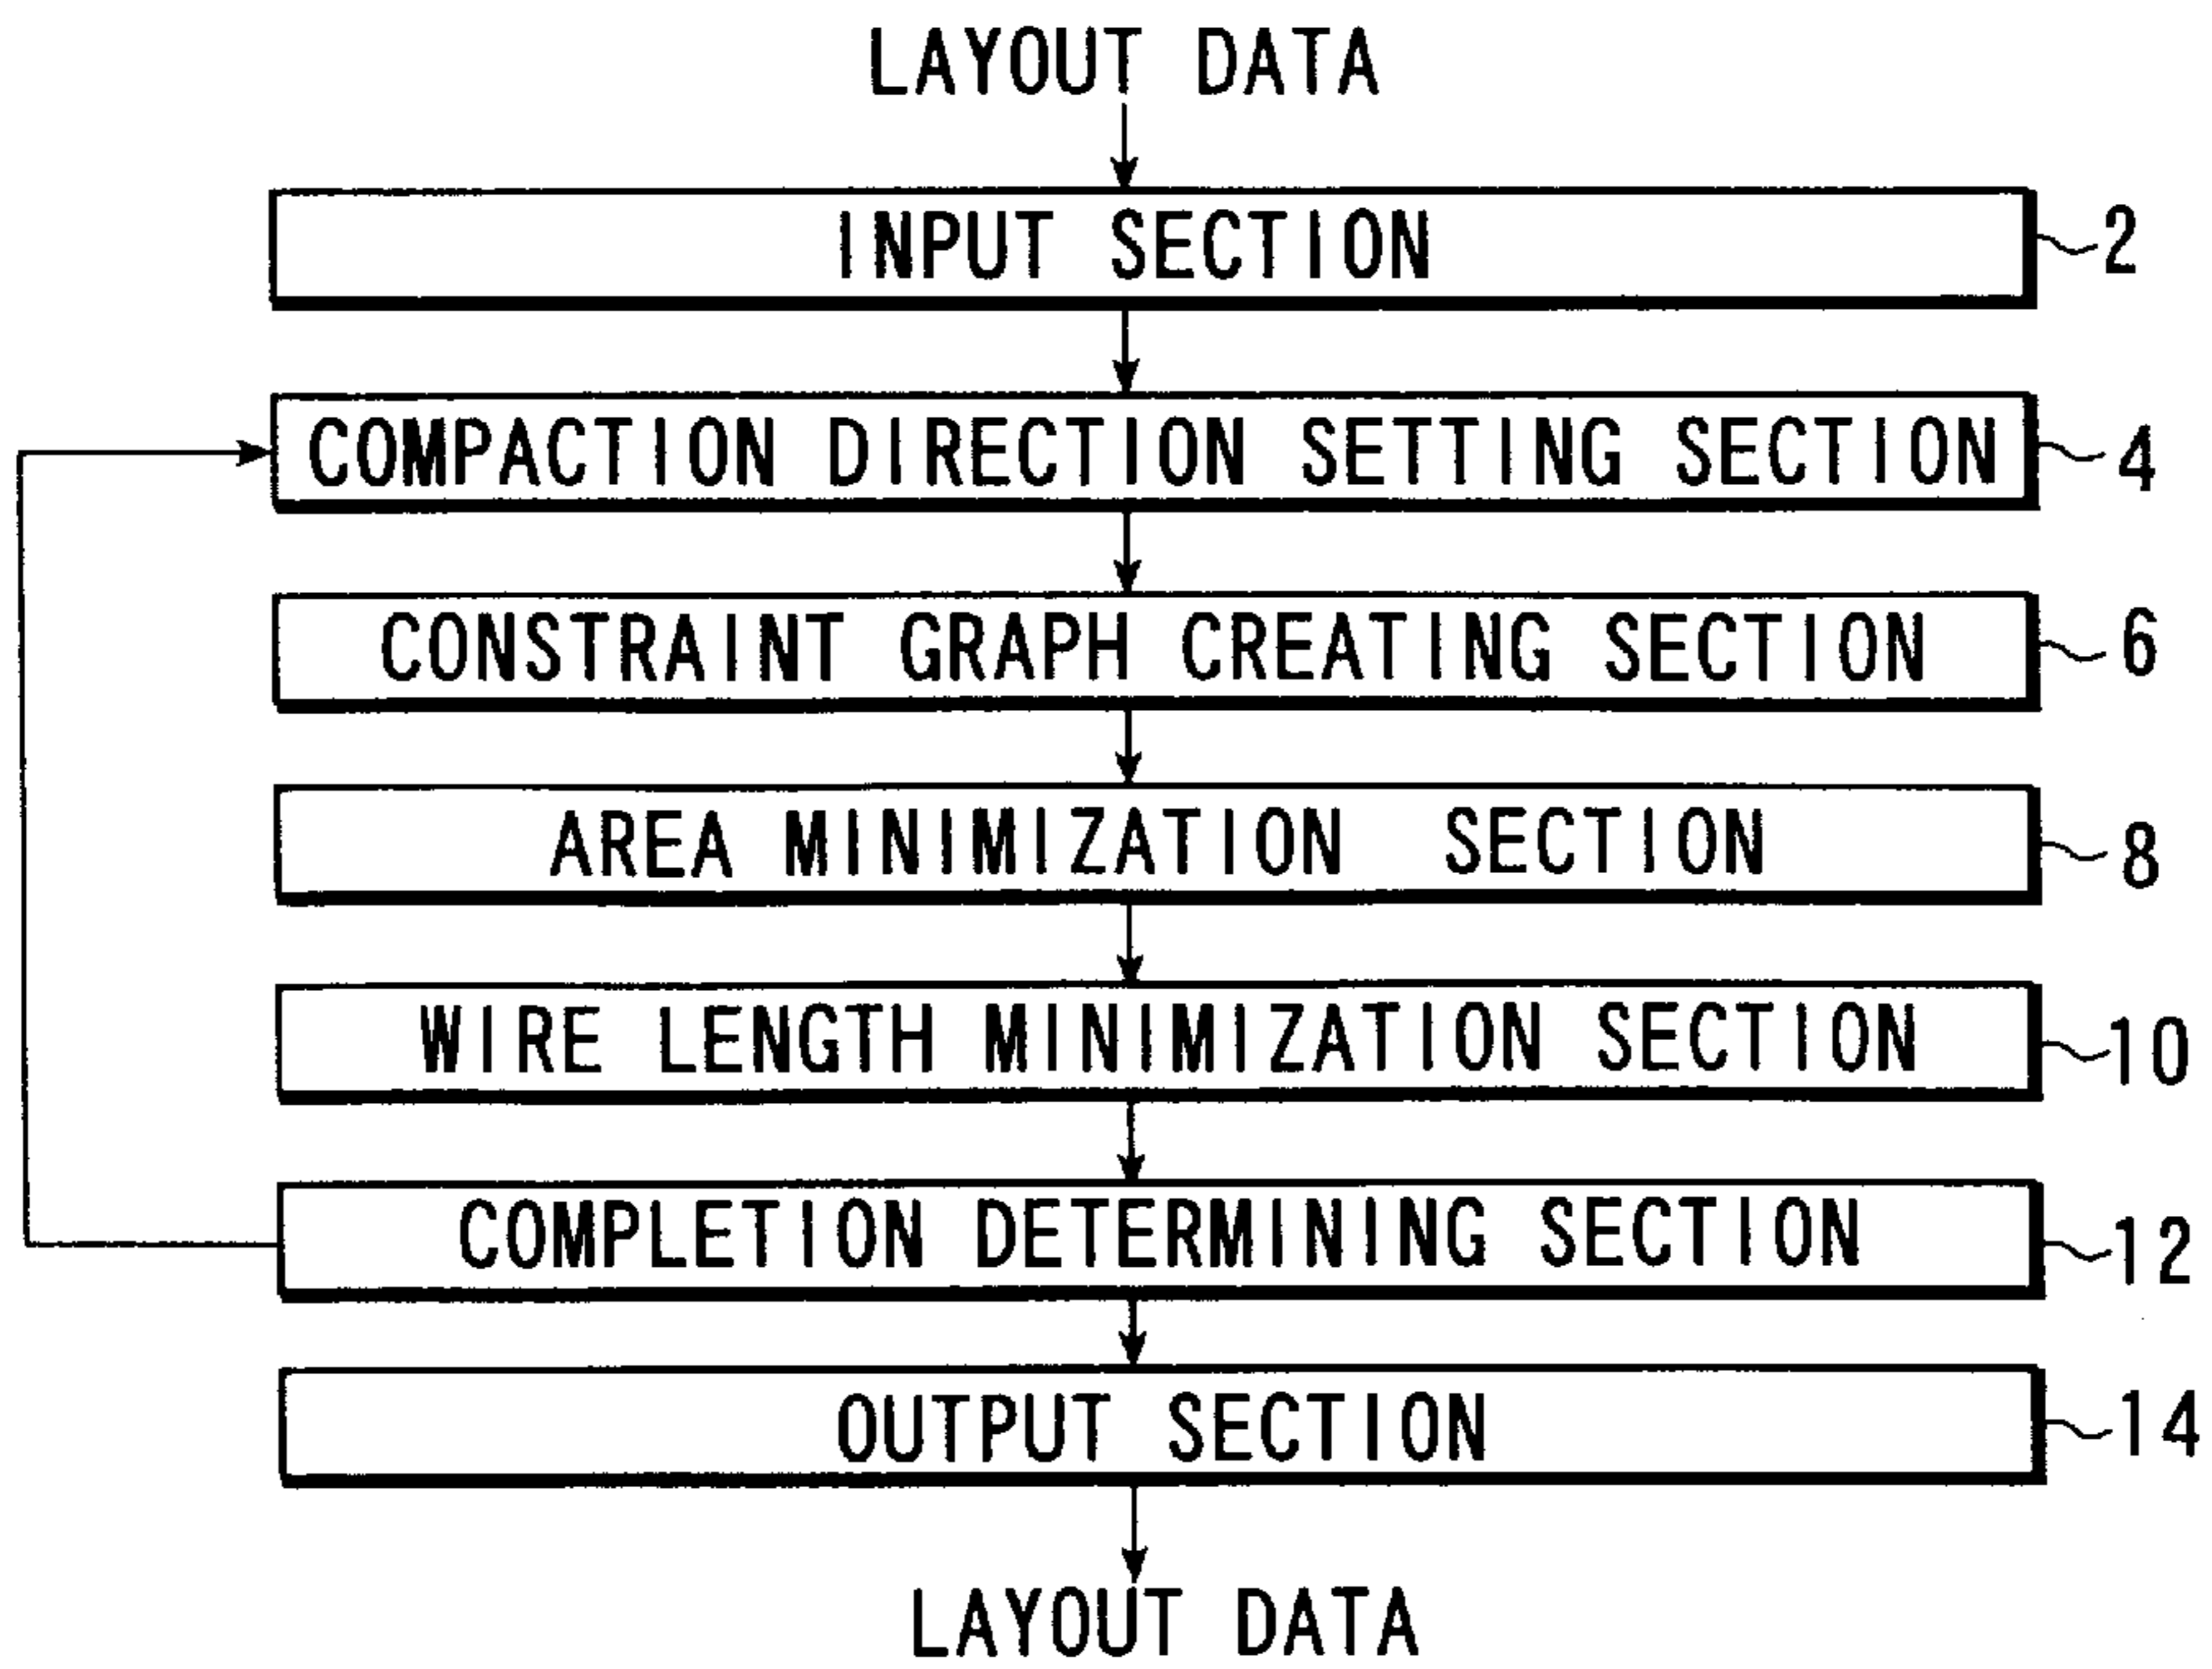 LAYOUT DATA
INPUT SECTION 2
COMPACTION DIRECTION SETTING SECTION 4
CONSTRAINT GRAPH CREATING SECTION 6
AREA MINIMIZATION SECTION 8
WIRE LENGTH MINIMIZATION SECTION 10
COMPLETION DETERMINING SECTION 12
OUTPUT SECTION 14
LAYOUT DATA